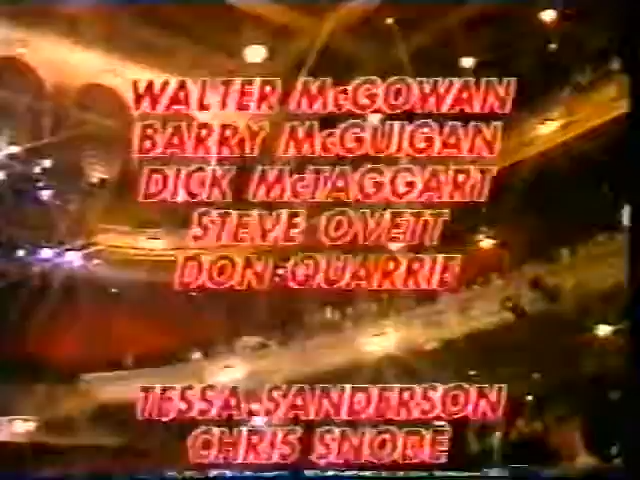 WALTER McGOWAN
BARRY McGUIGAN
DICK McTAGGART
STEVE OVETT
DON QUARRIE
TESSA SANDERSON
CHRIS SNODE